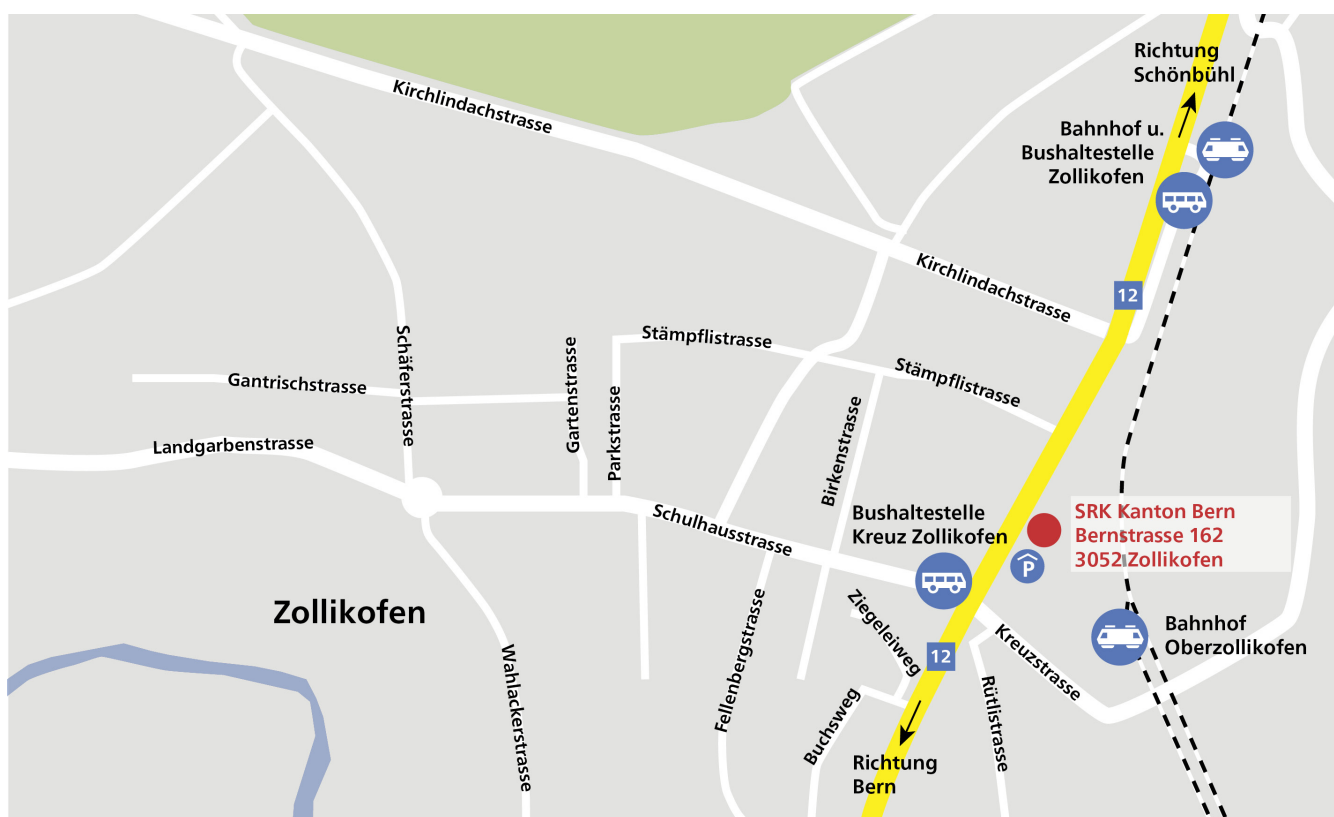 Richtung
Schönbühl
Kirchlindachstrasse
Bahnhof u.
Bushaltestelle
Zollikofen
Kirchlindachstrasse
12
Stämpflistrasse
Schäferstrasse
Gartenstrasse
Gantrischstrasse
Parkstrasse
Stämpflistrasse
Birkenstrasse
Landgarbenstrasse
Schulhausstrasse
Bushaltestelle
Kreuz Zollikofen
SRK Kanton Bern
Bernstrasse 162
3052 Zollikofen
P
Zollikofen
Ziegeleiweg
Fellenbergstrasse
Kreuzstrasse
Bahnhof
Oberzollikofen
12
Wahlackerstrasse
Rütlistrasse
Buchsweg
Richtung
Bern